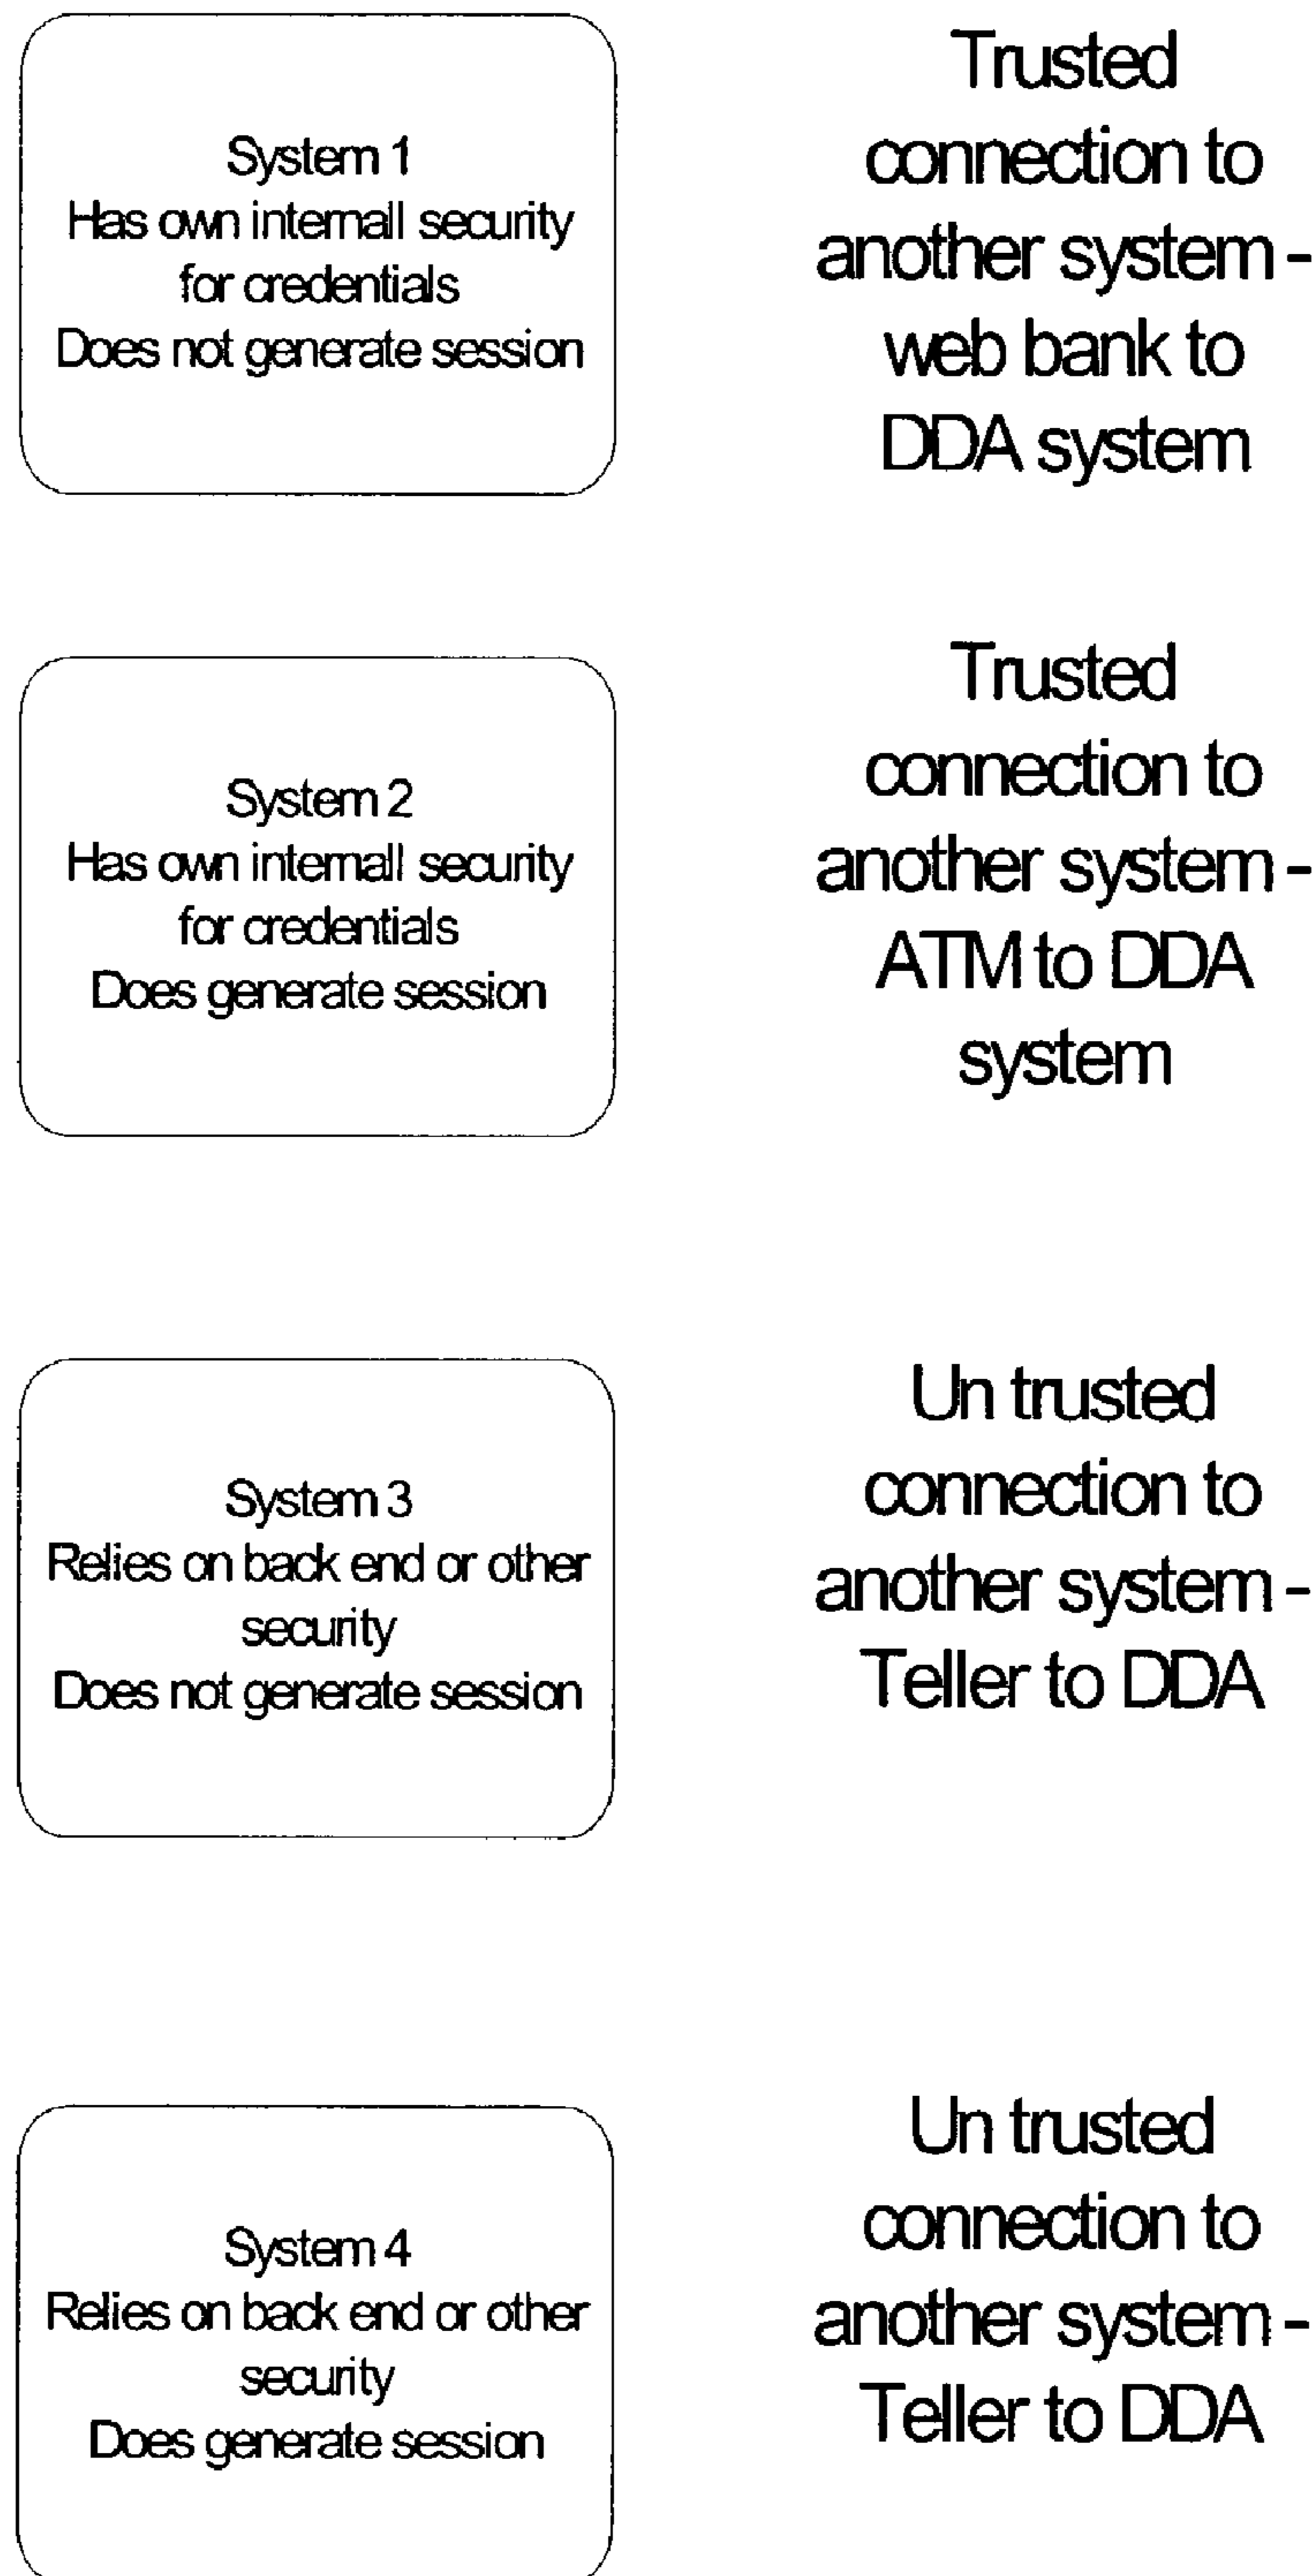 System 1
Has own internall security
for credentials
Does not generate session
Trusted
connection to
another system -
web bank to
DDA system
System 2
Has own internall security
for credentials
Does generate session
Trusted
connection to
another system -
ATM to DDA
system
System 3
Relies on back end or other
security
Does not generate session
Un trusted
connection to
another system -
Teller to DDA
System 4
Relies on back end or other
security
Does generate session
Un trusted
connection to
another system -
Teller to DDA